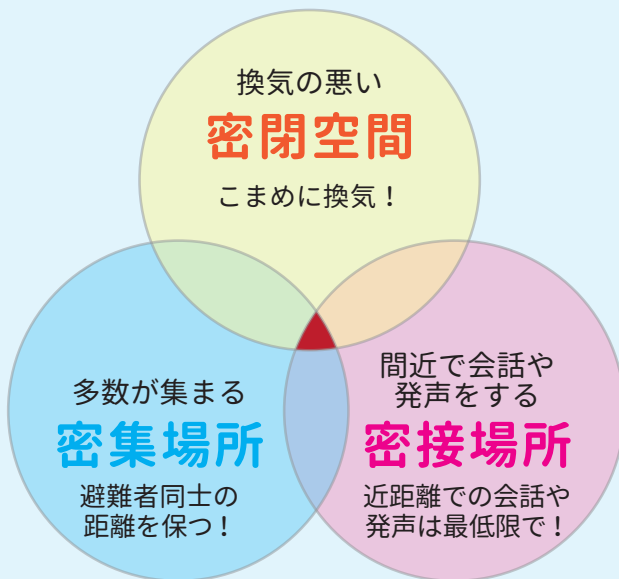 換気の悪い
密閉空間
こまめに換気！
多数が集まる
密集場所
避難者同士の
距離を保つ！
間近で会話や
発声をする
密接場所
近距離での会話や
発声は最低限で！